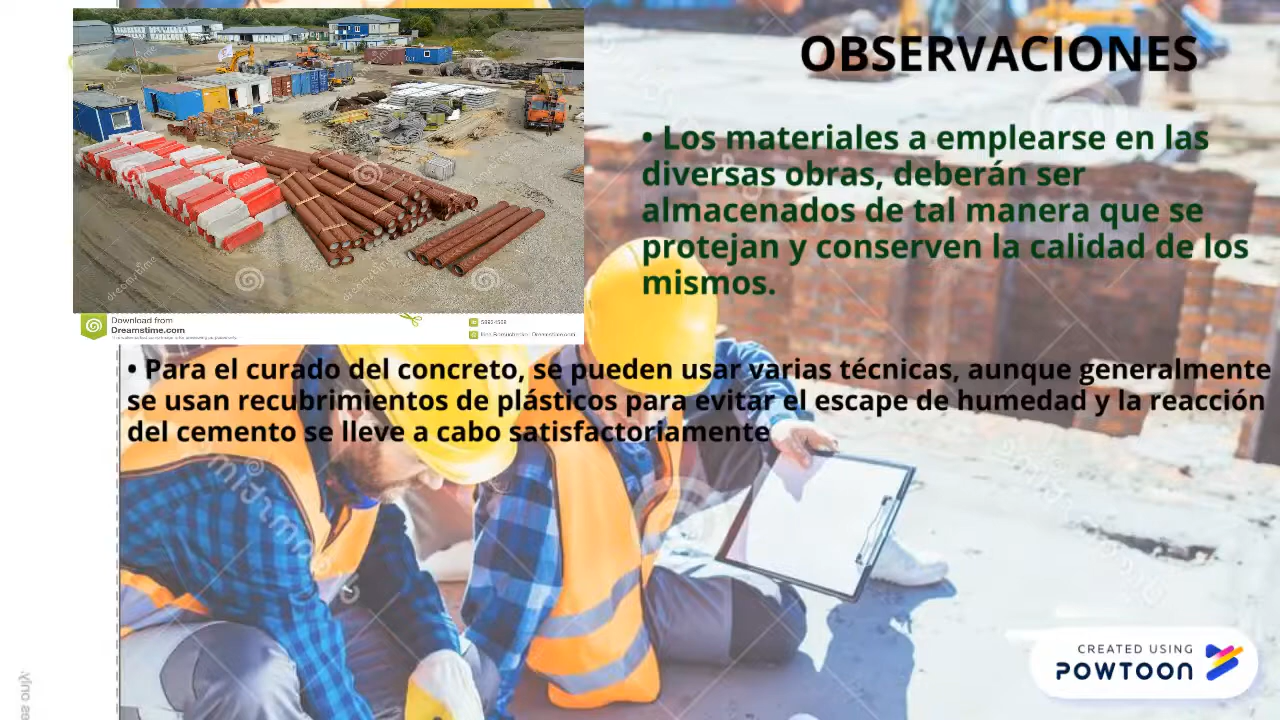 OBSERVACIONES
• Los materiales a emplearse en las
diversas obras, deberán ser
almacenados de tal manera que se
protejan y conserven la calidad de los
mismos.
Download from
Dreamstime.com
• Para el curado del concreto, se pueden usar varias técnicas, aunque generalmente
se usan recubrimientos de plásticos para evitar el escape de humedad y la reacción
del cemento se lleve a cabo satisfactoriamente
CREATED USING
POWTOON